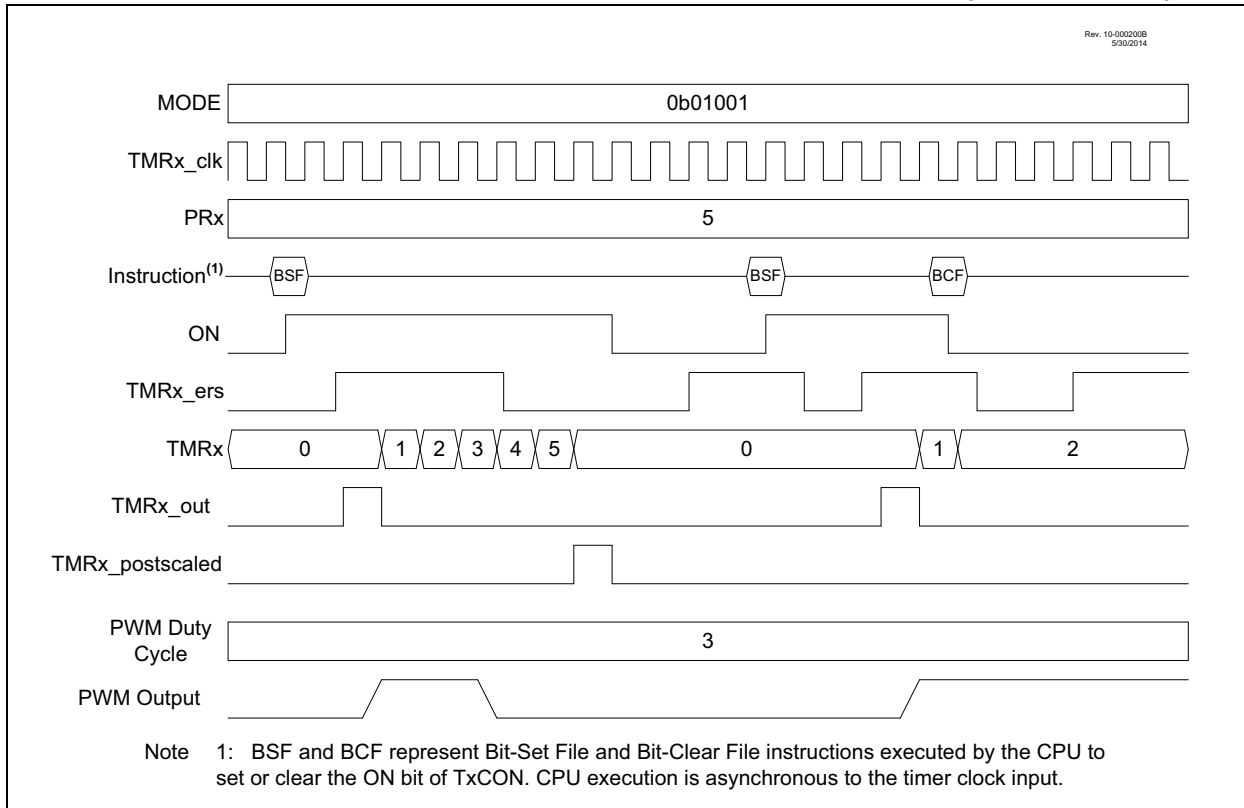 Rev. 10-000200B
5/30/2014
MODE 0b01001
TMRx_clk
PRx 5
Instruction(1) BSF BSF BCF
ON
TMRx_ers
TMRx 0 1 2 3 4 5 0 1 2
TMRx_out
TMRx_postscaled
PWM Duty
Cycle
3
PWM Output
Note 1: BSF and BCF represent Bit-Set File and Bit-Clear File instructions executed by the CPU to
set or clear the ON bit of TxCON. CPU execution is asynchronous to the timer clock input.